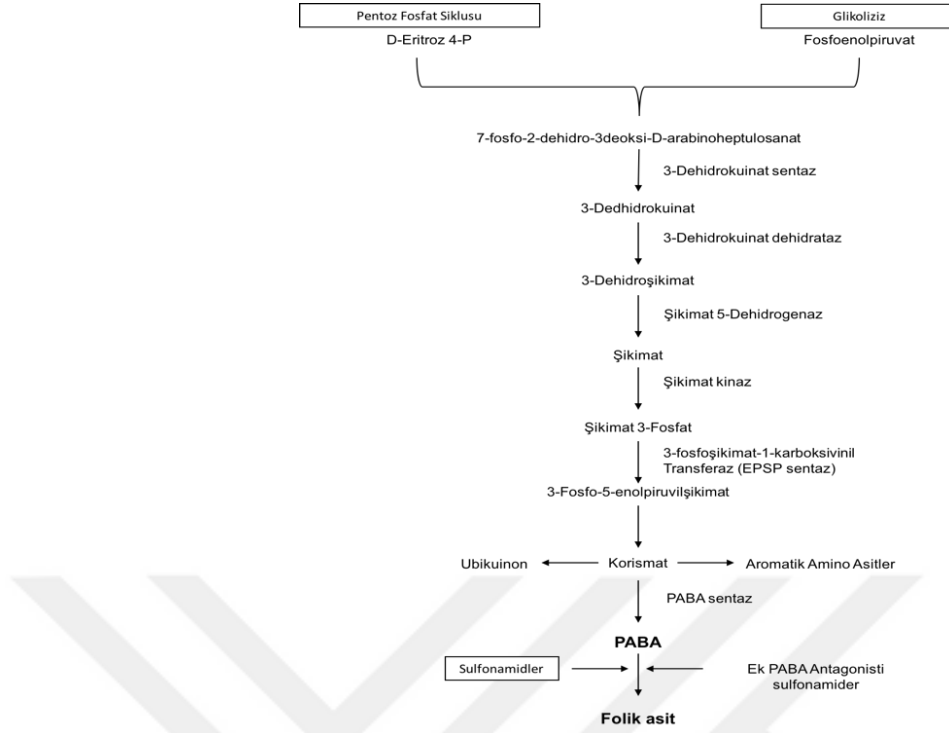 Pentoz Fosfat Siklusu
Glikoliziz
D-Eritroz 4-P
Fosfoenolpiruvat
7-fosfo-2-dehidro-3deoksi-D-arabinoheptulosanat
3-Dehidrokuinat sentaz
3-Dedhidrokuinat
3-Dehidrokuinat dehidrataz
3-Dehidroşikimat
Şikimat 5-Dehidrogenaz
Şikimat
Şikimat kinaz
Şikimat 3-Fosfat
3-fosfoşikimat-1-karboksivinil
Transferaz (EPSP sentaz)
3-Fosfo-5-enolpiruvilşikimat
Ubikuinon
Korismat
Aromatik Amino Asitler
PABA sentaz
PABA
Sulfonamidler
Ek PABA Antagonisti
sulfonamider
Folik asit